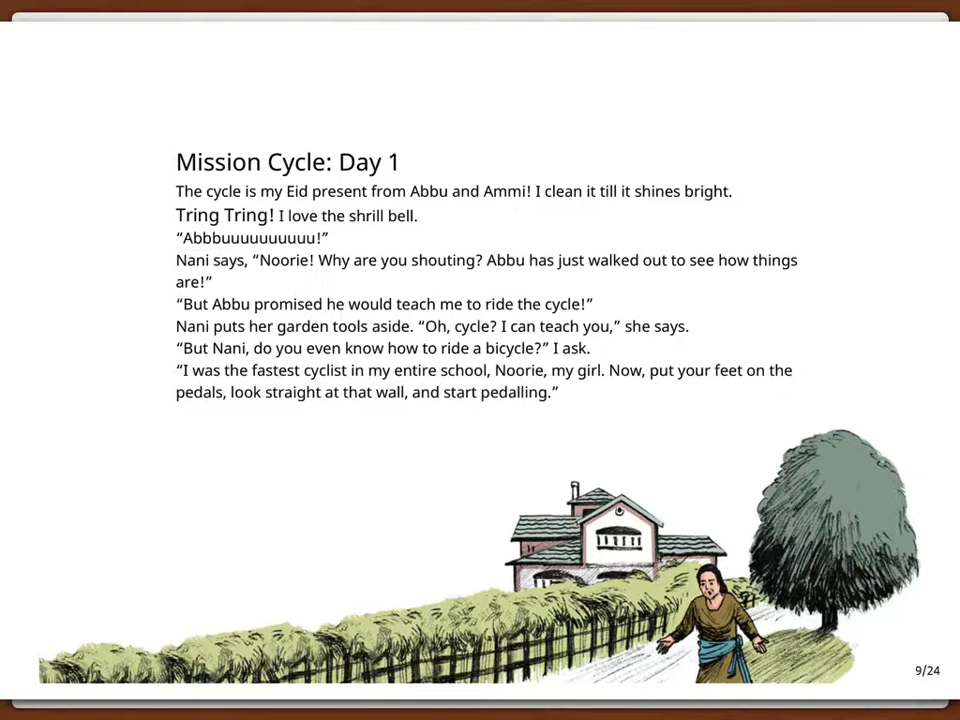 Mission Cycle: Day 1
The cycle is my Eid present from Abbu and Ammi! I clean it till it shines bright.
Tring Tring! I love the shrill bell.
“Abbbuuuuuuuuuu!”
Nani says, “Noorie! Why are you shouting? Abbu has just walked out to see how things
are!”
“But Abbu promised he would teach me to ride the cycle!”
Nani puts her garden tools aside. “Oh, cycle? I can teach you,” she says.
“But Nani, do you even know how to ride a bicycle?” I ask.
“I was the fastest cyclist in my entire school, Noorie, my girl. Now, put your feet on the
pedals, look straight at that wall, and start pedalling.”
9/24